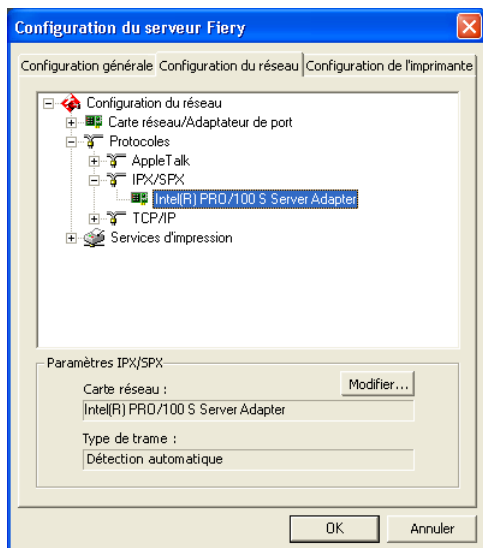 Configuration du serveur Fiery
Configuration générale Configuration du réseau Configuration de l'imprimante
Configuration du réseau
Carte réseau/Adaptateur de port
Protocoles
AppleTalk
IPX/SPX
Intel(R) PRO/100 S Server Adapter
TCP/IP
Services d'impression
Paramètres IPX/SPX
Carte réseau :
Modifier...
Intel(R) PRO/100 S Server Adapter
Type de trame :
Détection automatique
OK Annuler